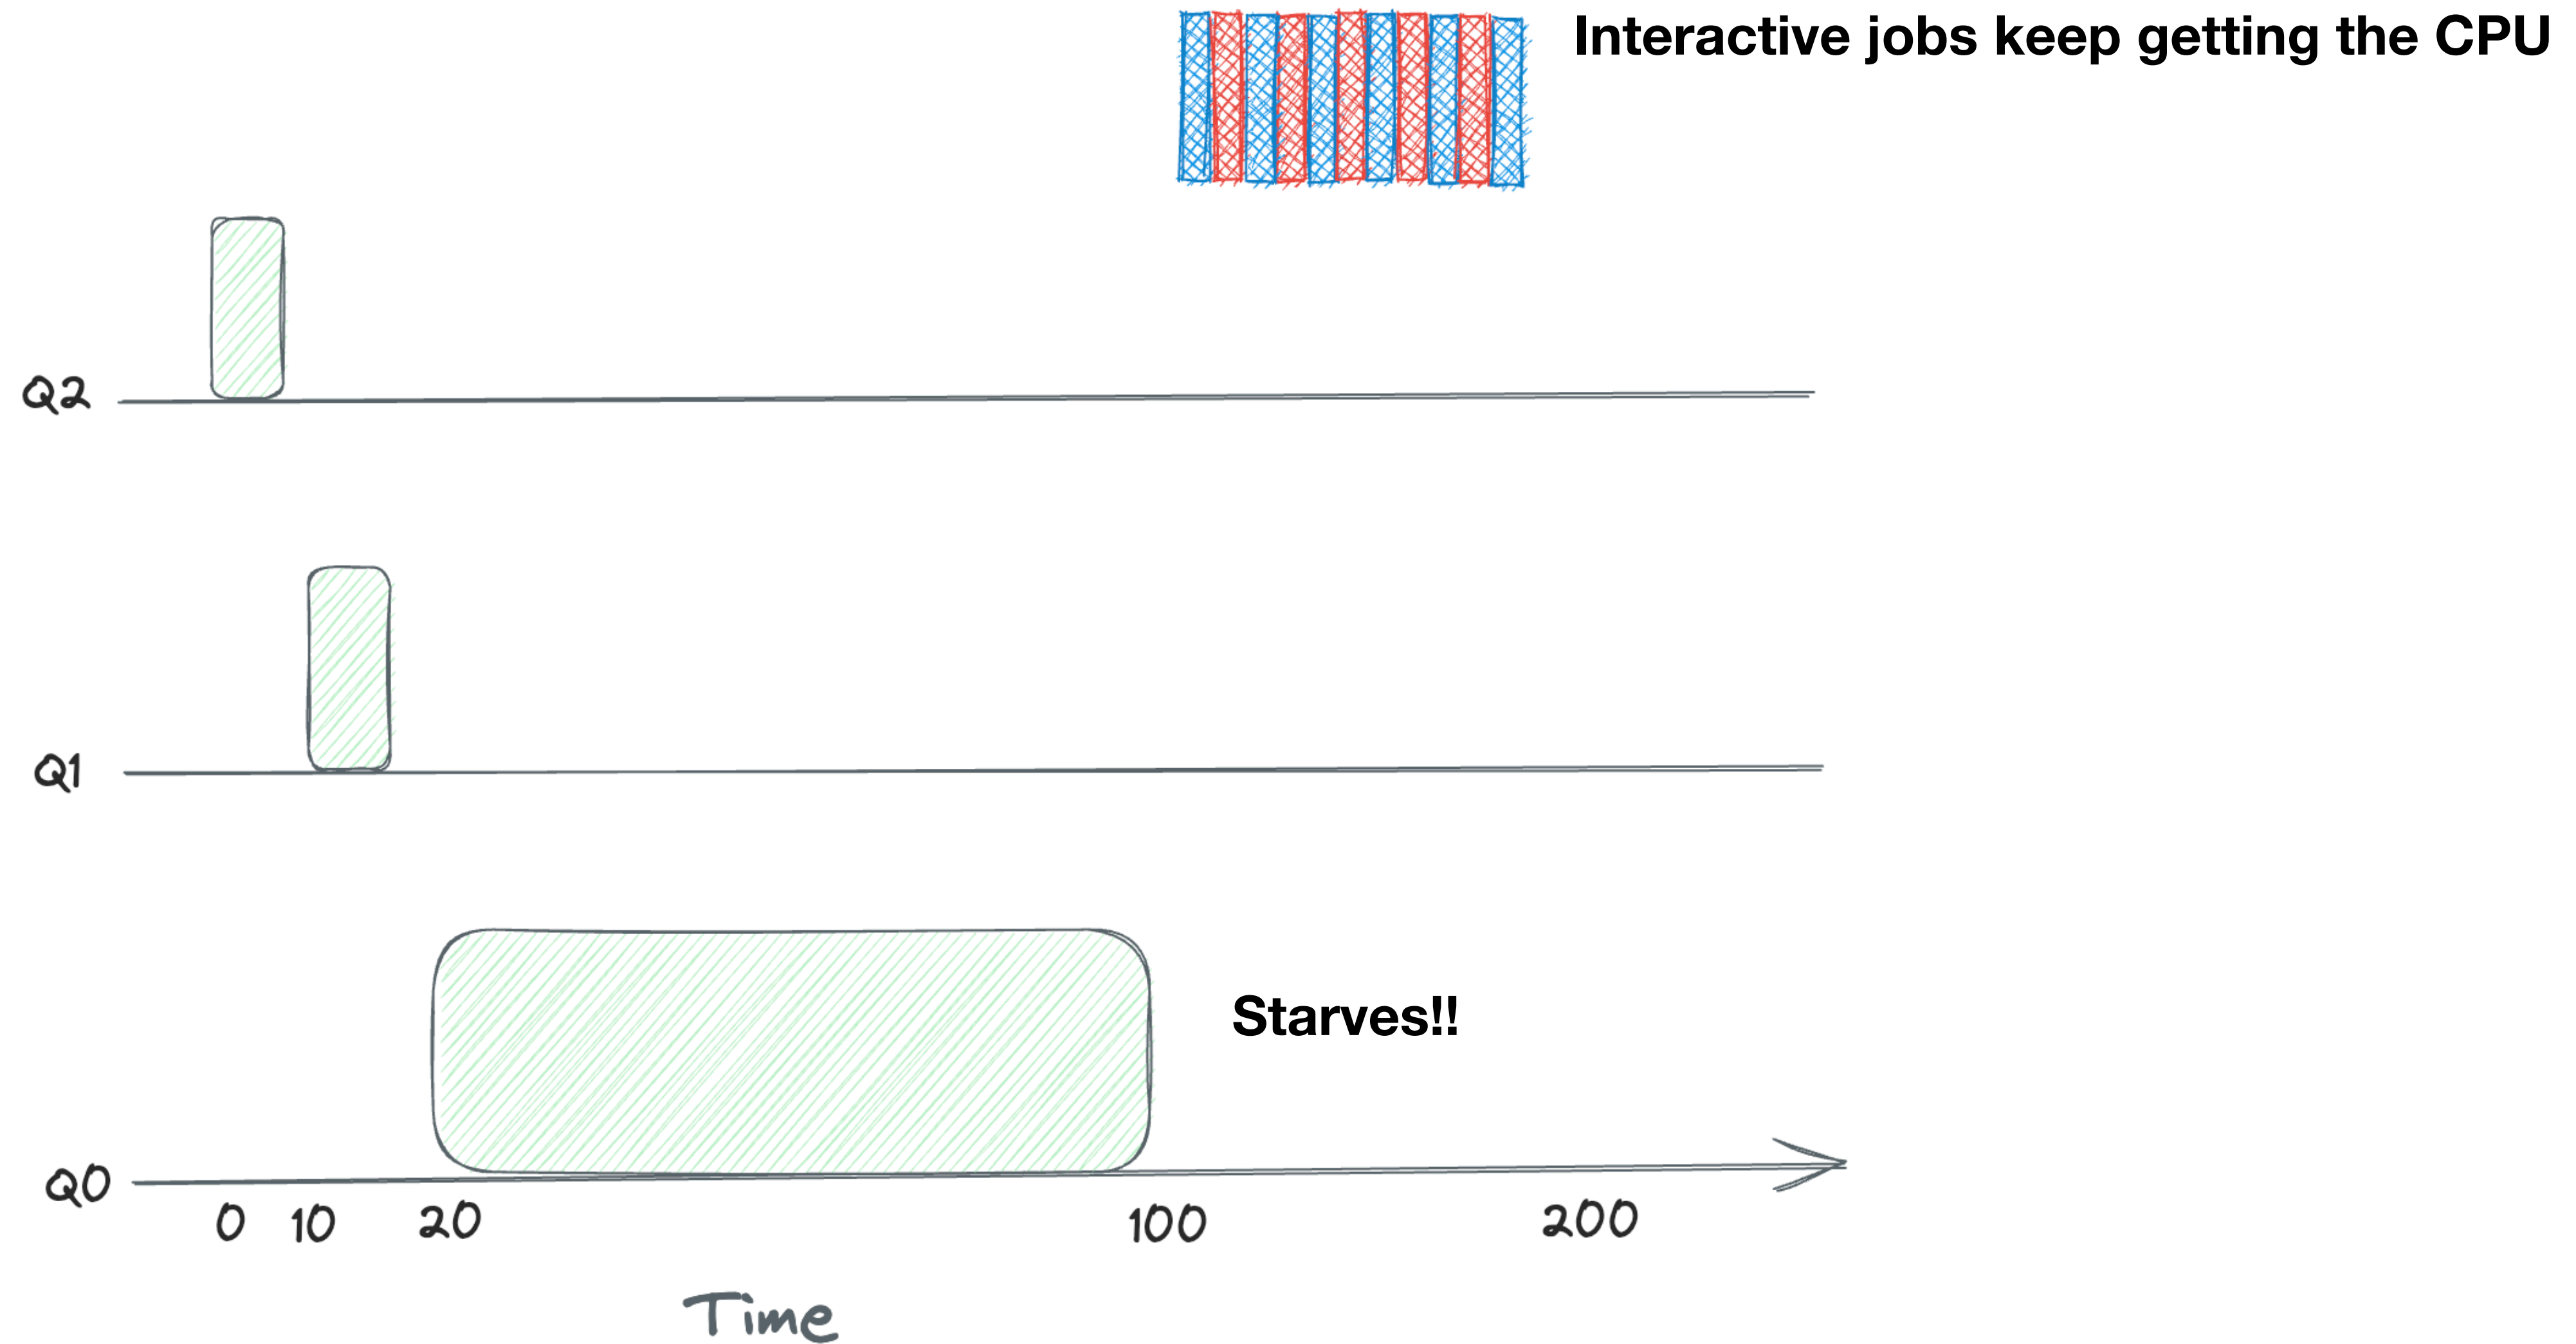 Interactive jobs keep getting the CPU
Q2
Q1
Starves!!
Q0
0 10 20 100 200
Time